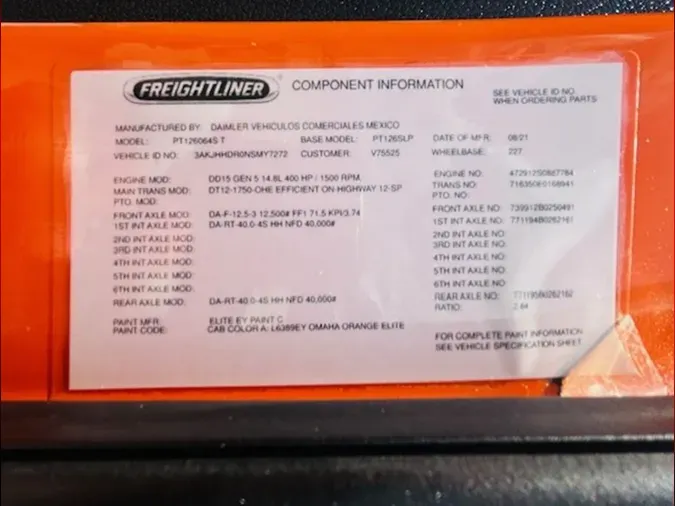 FREIGHTLINER COMPONENT INFORMATION
SEE VEHICLE ID NO.
WHEN ORDERING PARTS
MANUFACTURED BY: DAIMLER VEHICULOS COMERCIALES MEXICO
MODEL: PT126064S T BASE MODEL: PT126SLP DATE OF MFR: 08/21
VEHICLE ID NO: 3AKJHHDR0NSMY7272 CUSTOMER: V75525 WHEELBASE: 227
ENGINE MOD: DD15 GEN 5 14.8L 400 HP / 1500 RPM. ENGINE NO:
MAIN TRANS MOD: DT12-1750-OHE EFFICIENT ON-HIGHWAY 12-SP TRANS NO:
PTO. MOD: PTO. NO:
FRONT AXLE MOD: DA-F-12.5-3 12,500# FF1 71.5 KPI/3.74 FRONT AXLE NO: 739912B0250491
1ST INT AXLE MOD: DA-RT-40.0-4S HH NFD 40,000# 1ST INT AXLE NO: 771194B0262161
2ND INT AXLE MOD: 2ND INT AXLE NO:
3RD INT AXLE MOD: 3RD INT AXLE NO:
4TH INT AXLE MOD: 4TH INT AXLE NO:
5TH INT AXLE MOD: 5TH INT AXLE NO:
6TH INT AXLE MOD: 6TH INT AXLE NO:
REAR AXLE MOD: DA-RT-40.0-4S HH NFD 40,000# REAR AXLE NO: 771195B0262162
RATIO: 2.64
PAINT MFR: ELITE EY PAINT C
PAINT CODE: CAB COLOR A: L6389EY OMAHA ORANGE ELITE
FOR COMPLETE PAINT INFORMATION
SEE VEHICLE SPECIFICATION SHEET